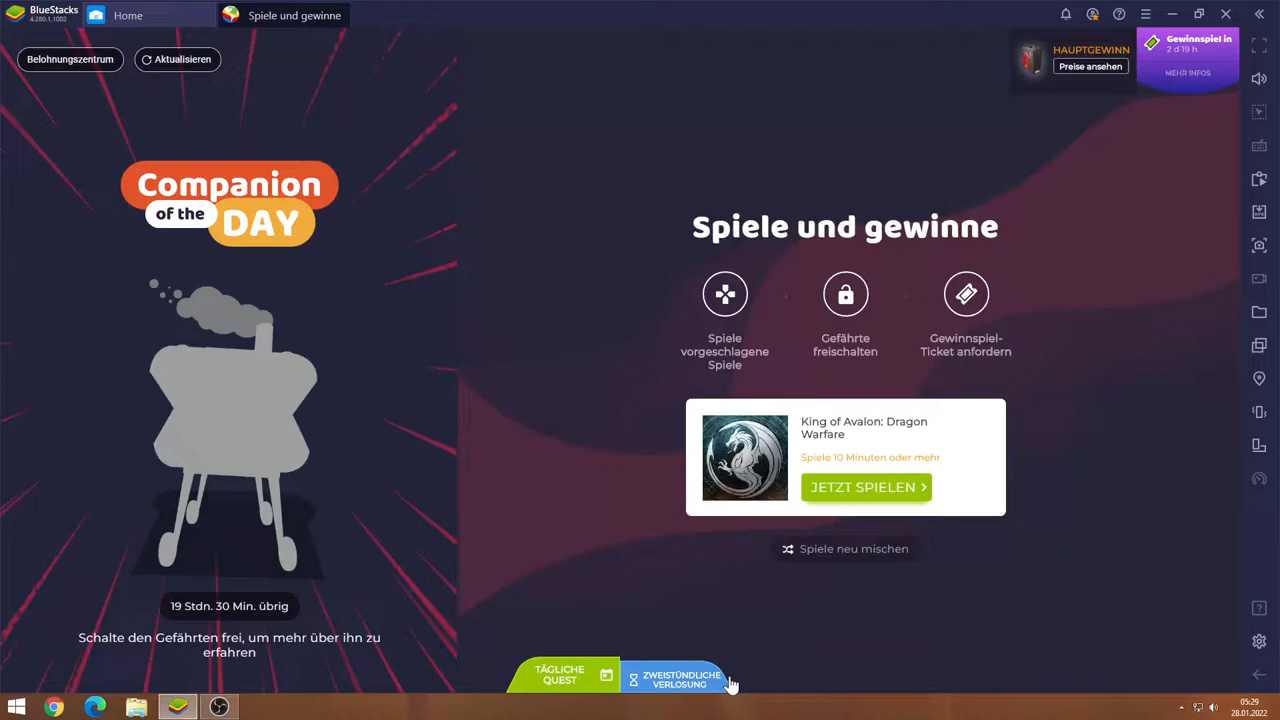 BlueStacks
4.280.1.1002
Home
Spiele und gewinne
Belohnungszentrum
Aktualisieren
HAUPTGEWINN
Preise ansehen
Gewinnspiel in
2 d 19 h
MEHR INFOS
Companion
of the
DAY
Spiele und gewinne
Spiele
vorgeschlagene
Spiele
Gefährte
freischalten
Gewinnspiel-
Ticket anfordern
King of Avalon: Dragon
Warfare
Spiele 10 Minuten oder mehr
JETZT SPIELEN
Spiele neu mischen
19 Stdn. 30 Min. übrig
Schalte den Gefährten frei, um mehr über ihn zu
erfahren
TÄGLICHE
QUEST
ZWEISTÜNDLICHE
VERLOSUNG
05:29
28.01.2022